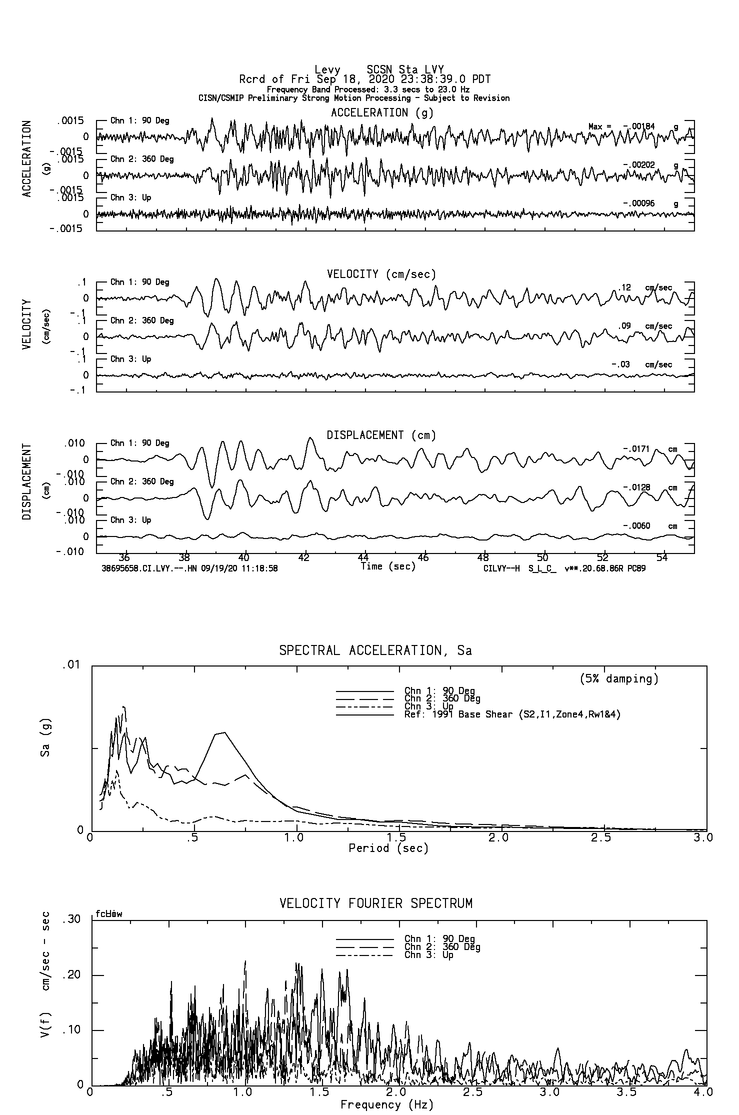 Levy    SCSN Sta LVY
Rcrd of Fri Sep 18, 2020 23:38:39.0 PDT
Frequency Band Processed: 3.3 secs to 23.0 Hz
CISN/CSMIP Preliminary Strong Motion Processing - Subject to Revision
ACCELERATION (g)
ACCELERATION
(g)
.0015 Chn 1: 90 Deg Max = -.00184 g
0
-.0015
.0015 Chn 2: 360 Deg -.00202 g
0
-.0015
.0015 Chn 3: Up -.00096 g
0
-.0015
VELOCITY (cm/sec)
VELOCITY
(cm/sec)
.1 Chn 1: 90 Deg .12 cm/sec
0
-.1
.1 Chn 2: 360 Deg .09 cm/sec
0
-.1
.1 Chn 3: Up -.03 cm/sec
0
-.1
DISPLACEMENT (cm)
DISPLACEMENT
(cm)
.010 Chn 1: 90 Deg -.0171 cm
0
-.010
.010 Chn 2: 360 Deg -.0128 cm
0
-.010
.010 Chn 3: Up -.0060 cm
0
-.010
36 38 40 42 44 46 48 50 52 54
38695658.CI.LVY.--.HN 09/19/20 11:18:58 Time (sec) CILVY--H S_L_C_ v**.20.68.86R PC89
SPECTRAL ACCELERATION, Sa
.01
(5% damping)
Chn 1: 90 Deg
Chn 2: 360 Deg
Chn 3: Up
Ref: 1991 Base Shear (S2,I1,Zone4,Rw1&4)
Sa (g)
0
0 .5 1.0 1.5 2.0 2.5 3.0
Period (sec)
VELOCITY FOURIER SPECTRUM
.30
Chn 1: 90 Deg
Chn 2: 360 Deg
Chn 3: Up
.20
V(f) cm/sec - sec
.10
0
0 .5 1.0 1.5 2.0 2.5 3.0 3.5 4.0
Frequency (Hz)